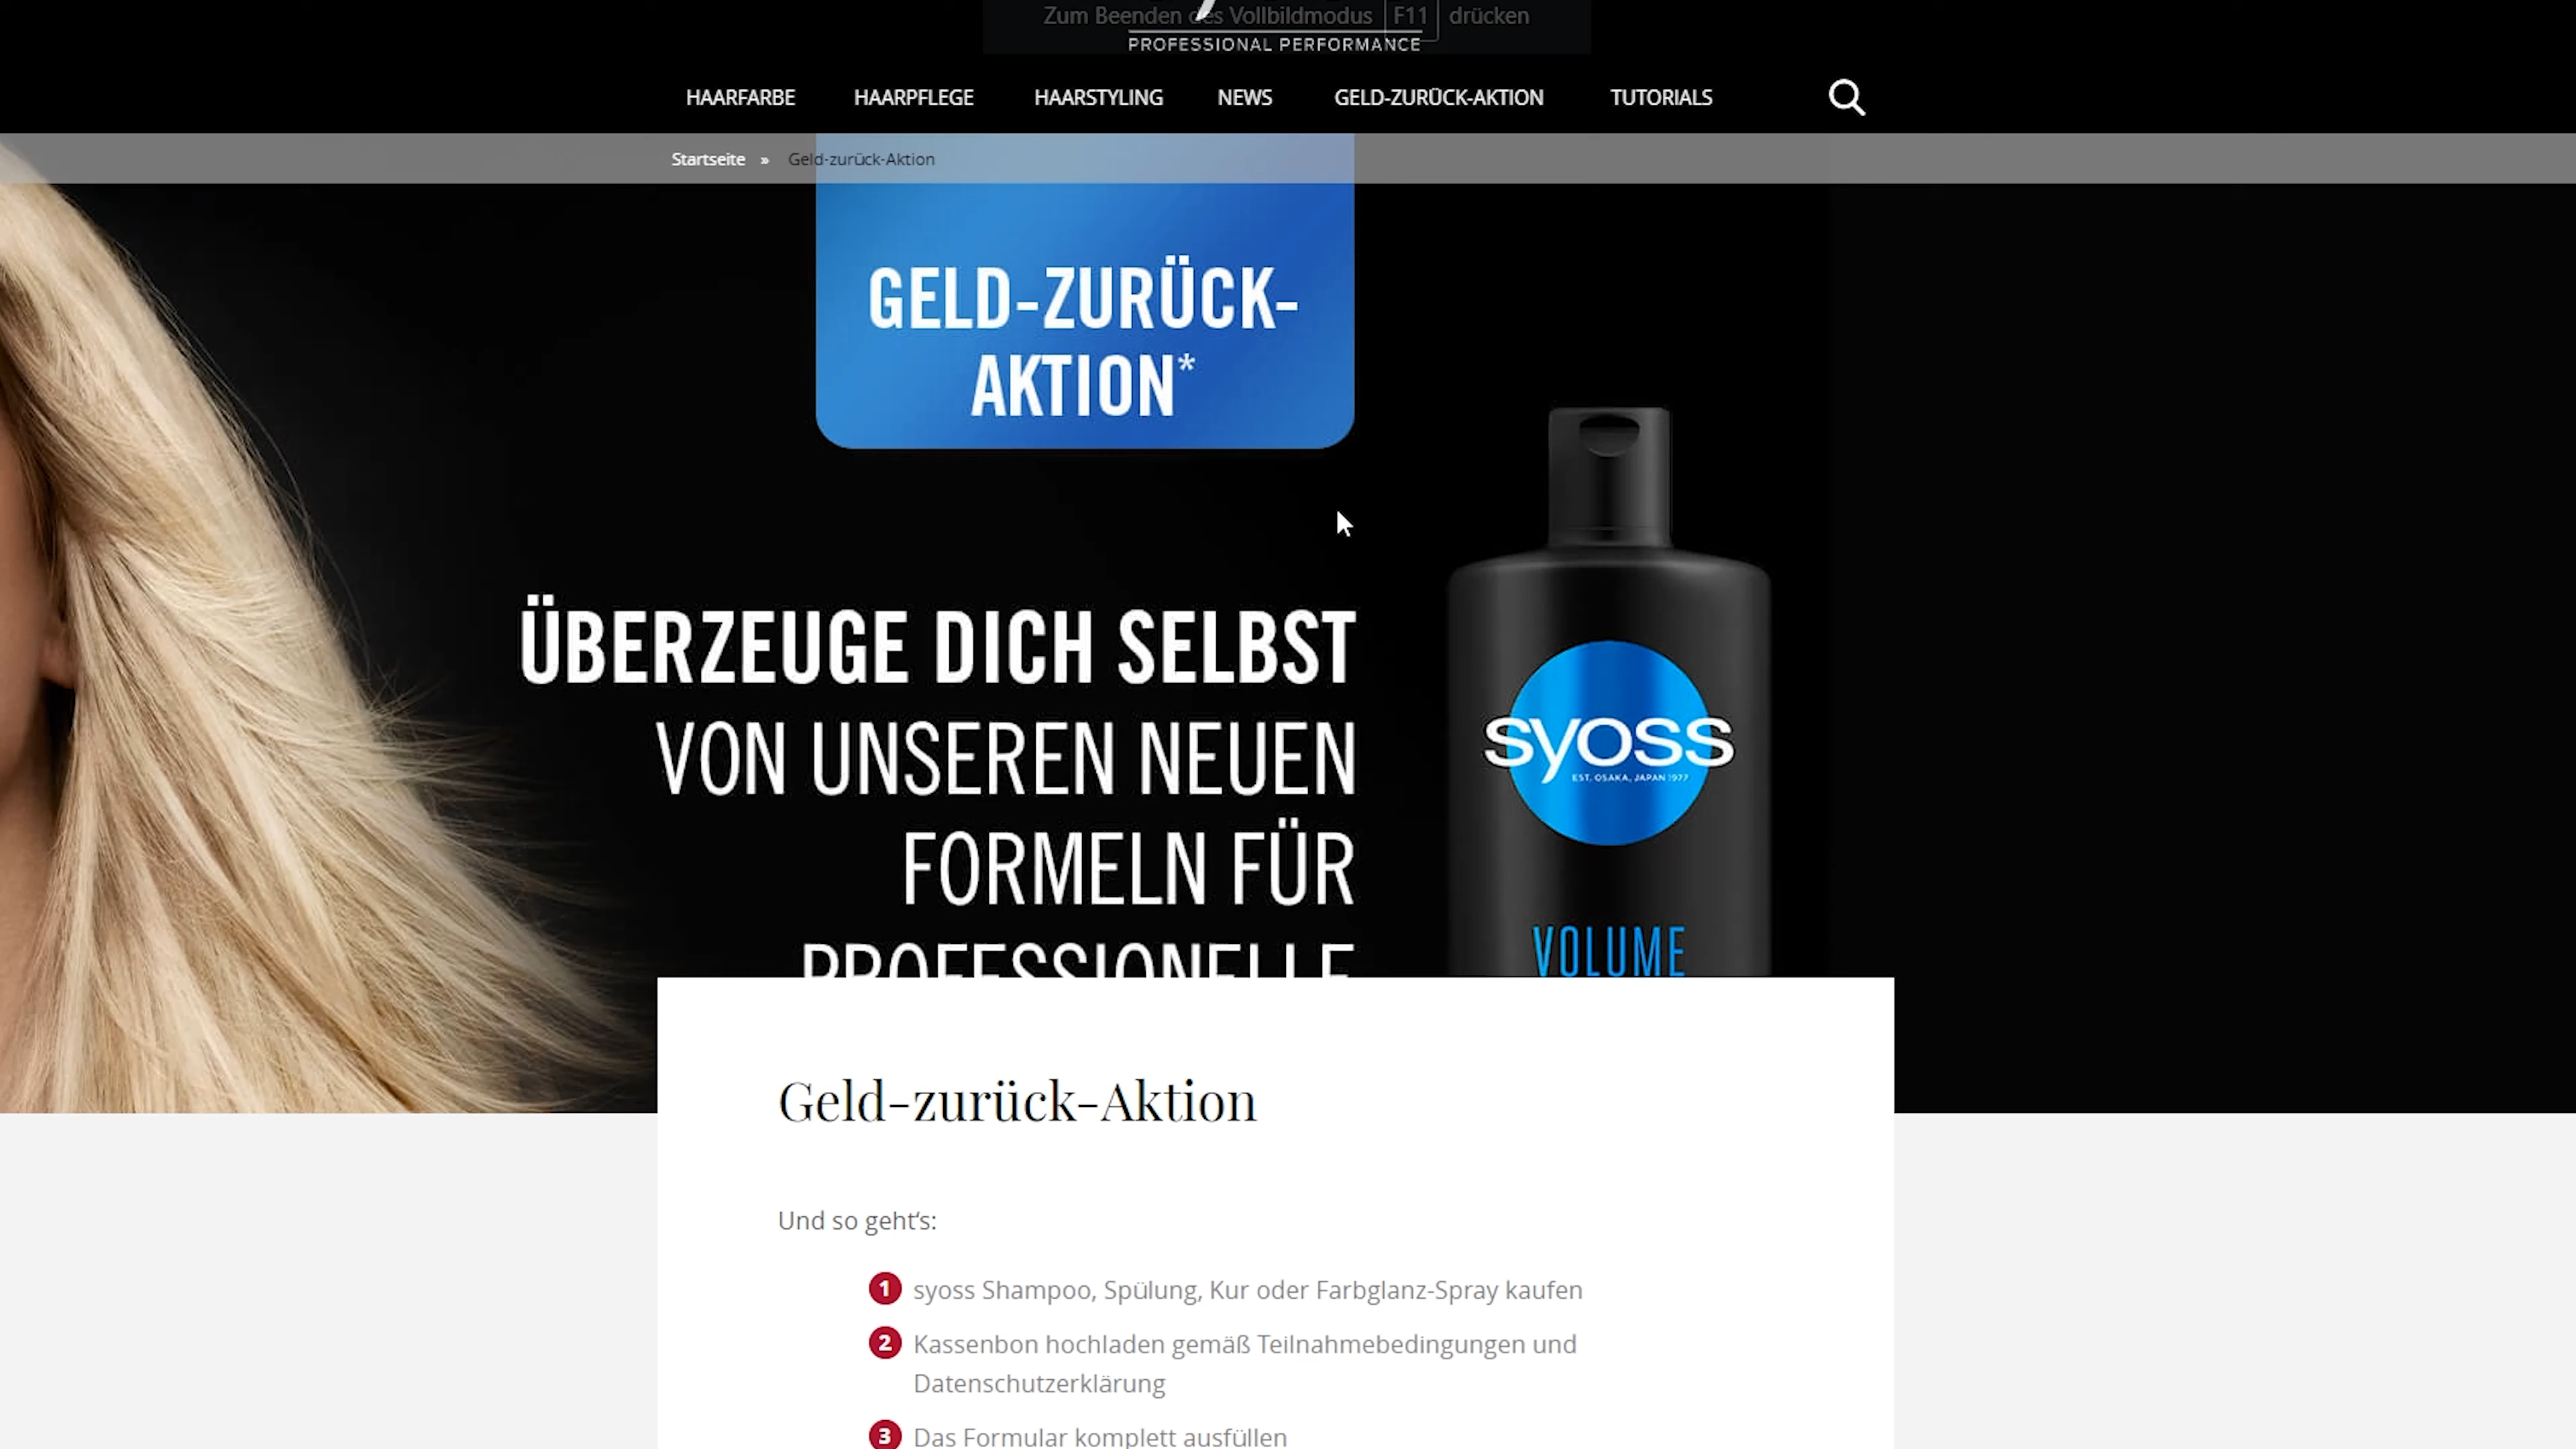 Zum Beenden des Vollbildmodus F11 drücken
PROFESSIONAL PERFORMANCE
HAARFARBE HAARPFLEGE HAARSTYLING NEWS GELD-ZURÜCK-AKTION TUTORIALS
Startseite » Geld-zurück-Aktion
GELD-ZURÜCK-
AKTION*
ÜBERZEUGE DICH SELBST
VON UNSEREN NEUEN
FORMELN FÜR
PROFESSIONELLE
syoss
EST. OSAKA, JAPAN 1977
VOLUME
Geld-zurück-Aktion
Und so geht‘s:
1 syoss Shampoo, Spülung, Kur oder Farbglanz-Spray kaufen
2 Kassenbon hochladen gemäß Teilnahmebedingungen und
Datenschutzerklärung
3 Das Formular komplett ausfüllen